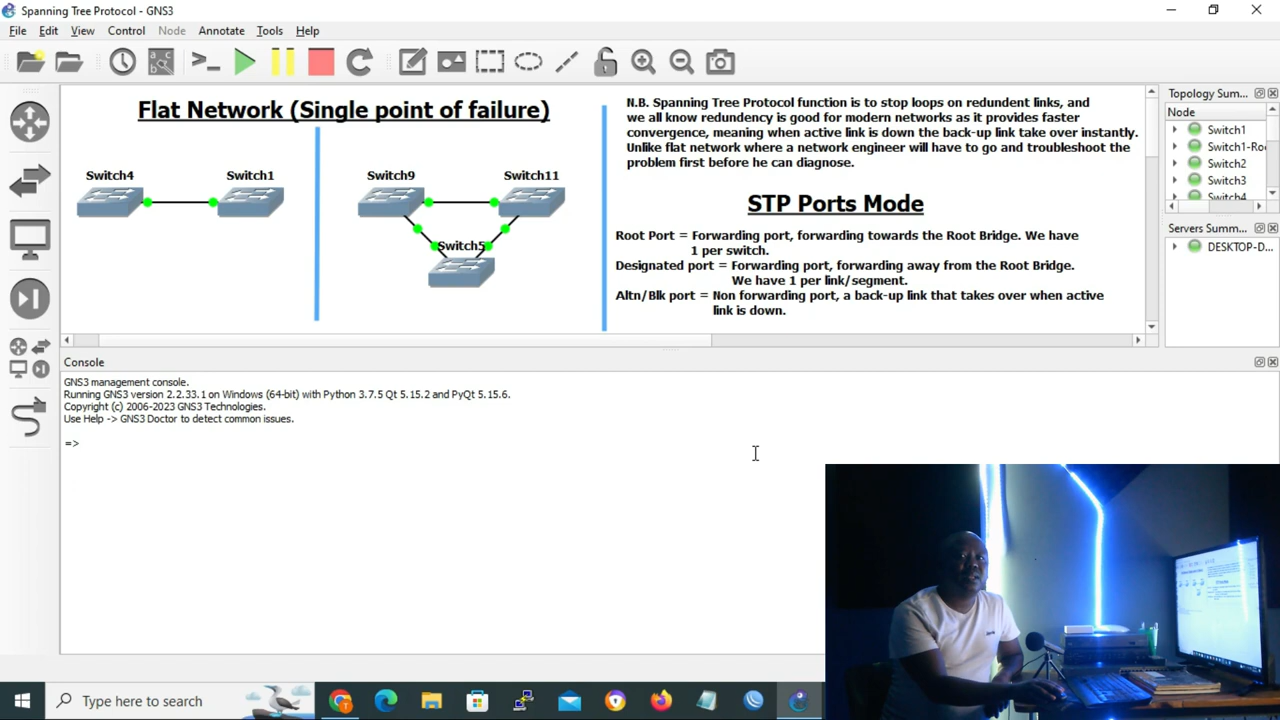 Spanning Tree Protocol - GNS3
File Edit View Control Node Annotate Tools Help
Flat Network (Single point of failure)
Switch4 Switch1
Switch9 Switch11
Switch5
N.B. Spanning Tree Protocol function is to stop loops on redundent links, and
we all know redundency is good for modern networks as it provides faster
convergence, meaning when active link is down the back-up link take over instantly.
Unlike flat network where a network engineer will have to go and troubleshoot the
problem first before he can diagnose.
STP Ports Mode
Root Port = Forwarding port, forwarding towards the Root Bridge. We have
1 per switch.
Designated port = Forwarding port, forwarding away from the Root Bridge.
We have 1 per link/segment.
Altn/Blk port = Non forwarding port, a back-up link that takes over when active
link is down.
Topology Sum...
Node
Switch1
Switch1-Ro
Switch2
Switch3
Switch4
Servers Summ...
DESKTOP-D...
Console
GNS3 management console.
Running GNS3 version 2.2.33.1 on Windows (64-bit) with Python 3.7.5 Qt 5.15.2 and PyQt 5.15.6.
Copyright (c) 2006-2023 GNS3 Technologies.
Use Help -> GNS3 Doctor to detect common issues.
=>
Type here to search